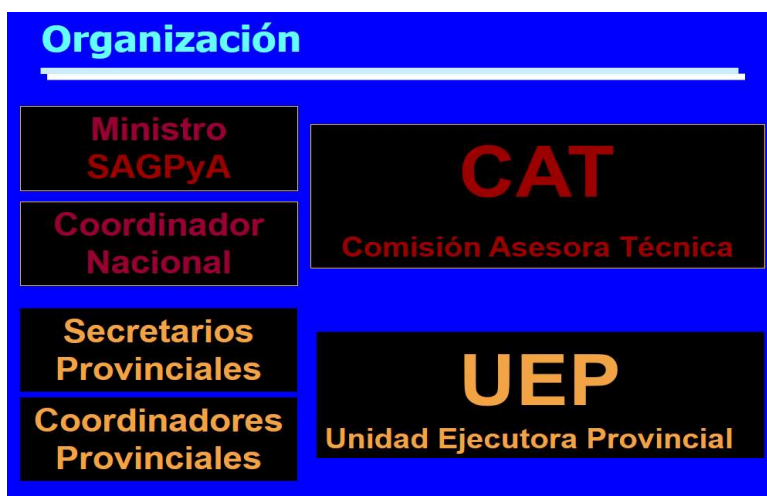 Organización
Ministro
SAGPyA
CAT
Comisión Asesora Técnica
Coordinador
Nacional
Secretarios
Provinciales
UEP
Unidad Ejecutora Provincial
Coordinadores
Provinciales